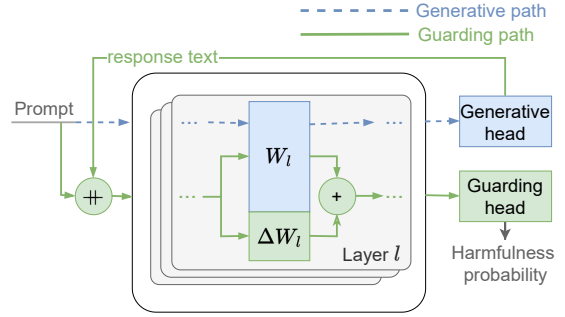 Generative path
Guarding path
response text
Prompt
Generative
head
...
...
W_l
...
+
...
⧺
Guarding
head
ΔW_l
Layer l
Harmfulness
probability